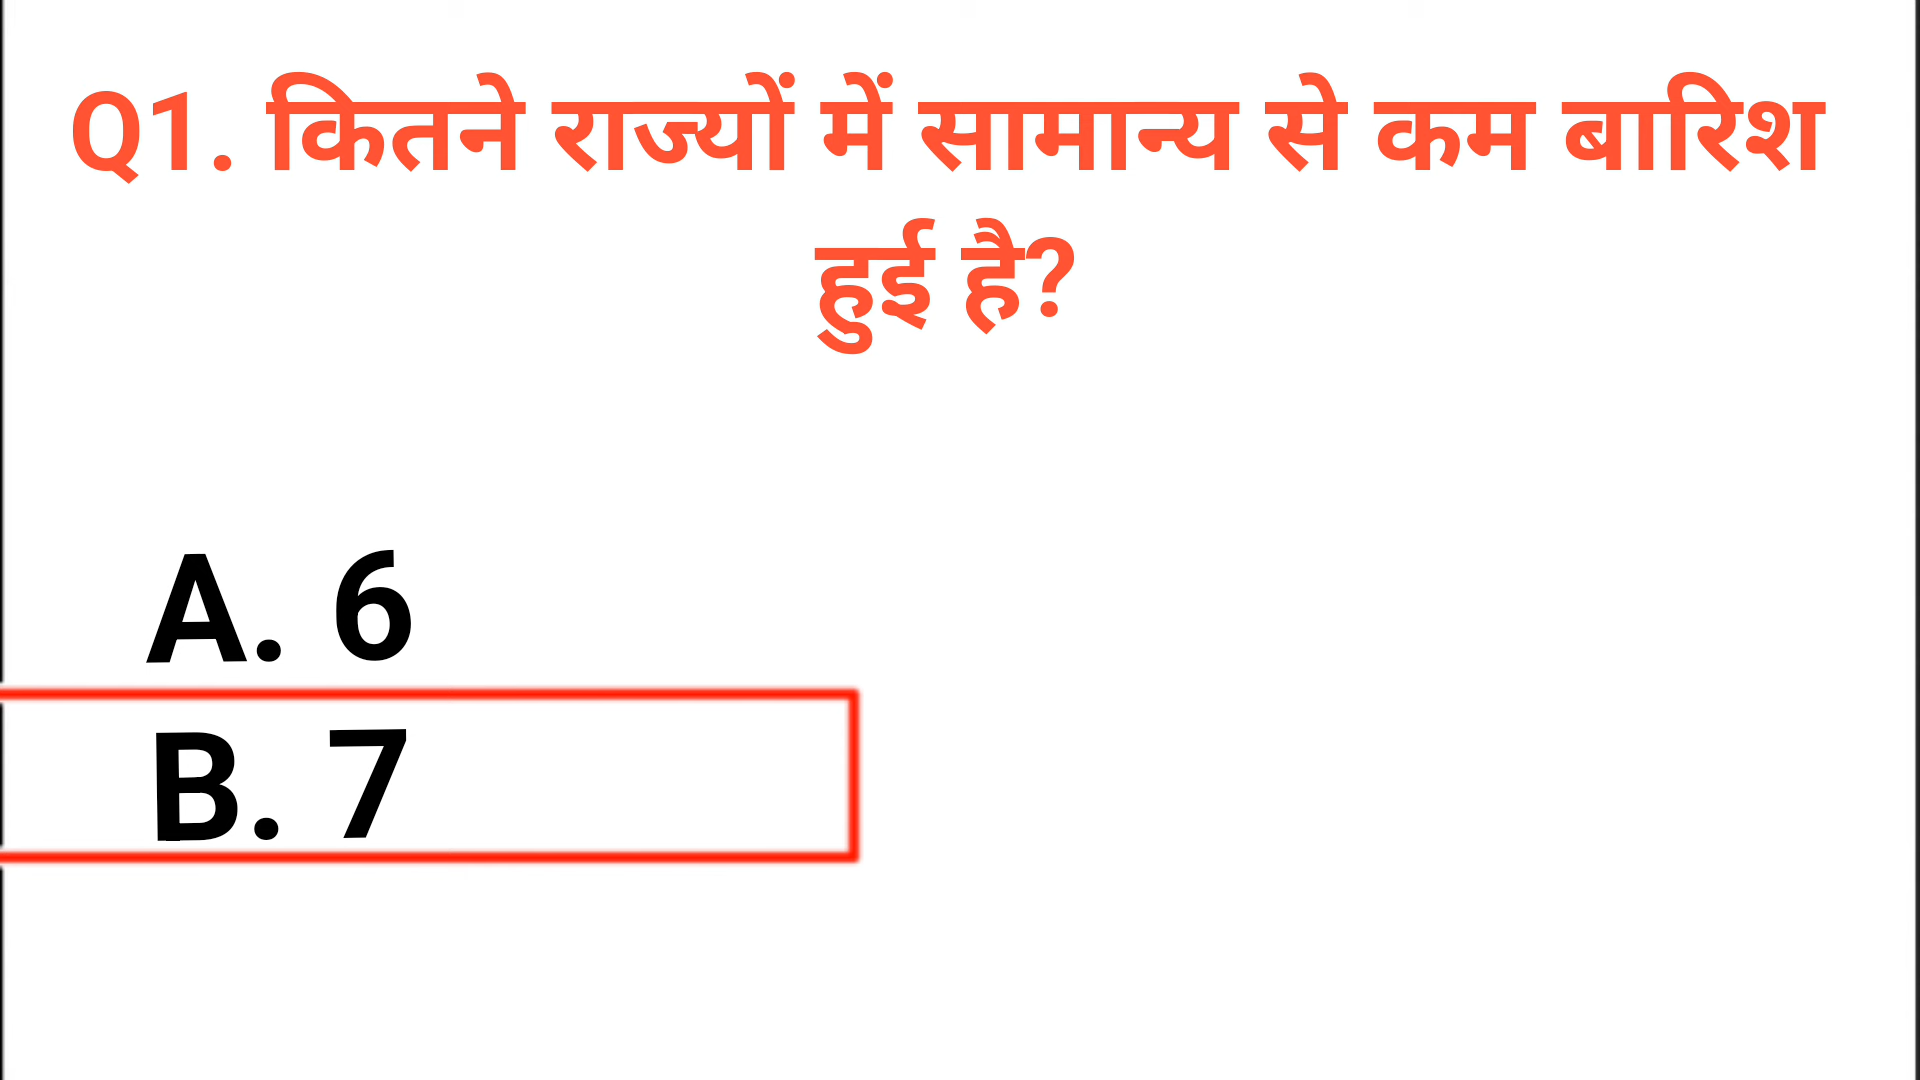 Q1. कितने राज्यों में सामान्य से कम बारिश
हुई है?
A. 6
B. 7